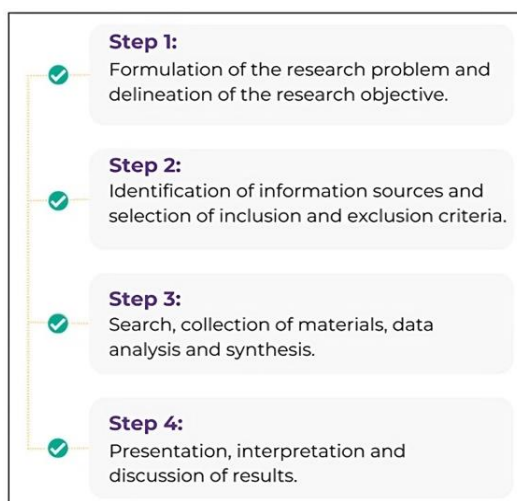 Step 1:
Formulation of the research problem and
delineation of the research objective.
Step 2:
Identification of information sources and
selection of inclusion and exclusion criteria.
Step 3:
Search, collection of materials, data
analysis and synthesis.
Step 4:
Presentation, interpretation and
discussion of results.